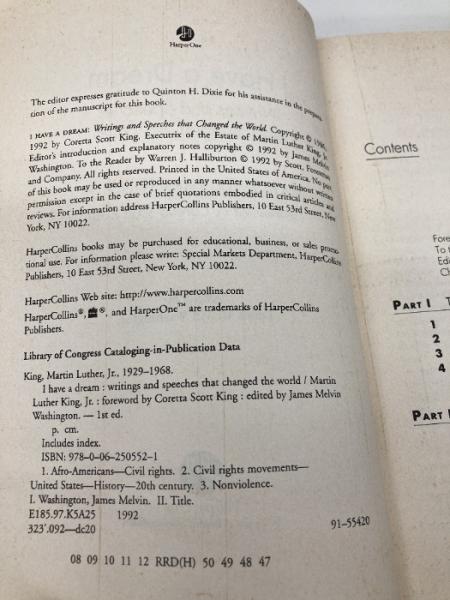 HarperOne
The editor expresses gratitude to Quinton H. Dixie for his assistance in the prepara-
tion of the manuscript for this book.
I HAVE A DREAM: Writings and Speeches that Changed the World. Copyright © 1986,
1992 by Coretta Scott King, Executrix of the Estate of Martin Luther King, Jr.
Editor's introduction and explanatory notes copyright © 1992 by James Melvin
Washington. To the Reader by Warren J. Halliburton © 1992 by Scott, Foresman
and Company. All rights reserved. Printed in the United States of America. No part
of this book may be used or reproduced in any manner whatsoever without written
permission except in the case of brief quotations embodied in critical articles and
reviews. For information address HarperCollins Publishers, 10 East 53rd Street, New
York, NY 10022.
HarperCollins books may be purchased for educational, business, or sales promo-
tional use. For information please write: Special Markets Department, HarperCollins
Publishers, 10 East 53rd Street, New York, NY 10022.
HarperCollins Web site: http://www.harpercollins.com
HarperCollins®, ®, and HarperOne™ are trademarks of HarperCollins
Publishers.
Library of Congress Cataloging-in-Publication Data
King, Martin Luther, Jr., 1929–1968.
I have a dream : writings and speeches that changed the world / Martin
Luther King, Jr. : foreword by Coretta Scott King : edited by James Melvin
Washington. — 1st ed.
p. cm.
Includes index.
ISBN: 978–0–06–250552–1
1. Afro-Americans—Civil rights. 2. Civil rights movements—
United States—History—20th century. 3. Nonviolence.
I. Washington, James Melvin. II. Title.
E185.97.K5A25 1992
323'.092—dc20
91–55420
08 09 10 11 12 RRD(H) 50 49 48 47
Contents
Fore
To t
Edi
Ch
PART I T
1
2
3
4
PART I